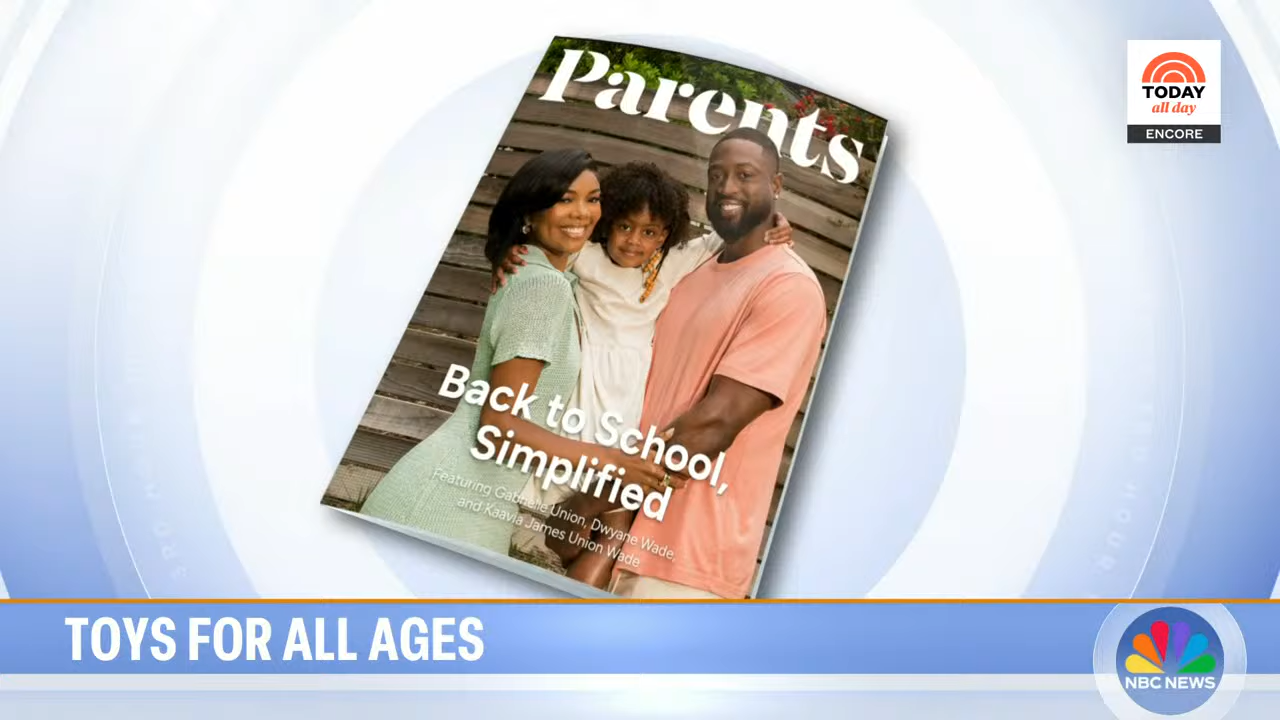 Parents
TODAY
all day
ENCORE
Back to School,
Simplified
Featuring Gabrielle Union, Dwyane Wade,
and Kaavia James Union Wade
TOYS FOR ALL AGES
NBC NEWS